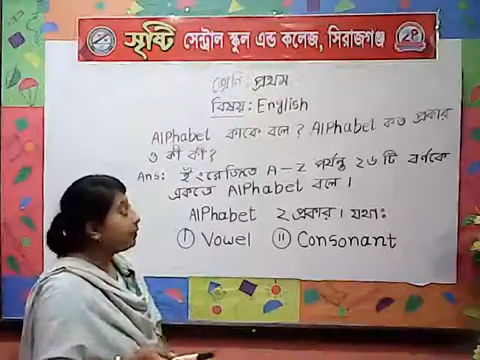 সৃষ্টি সেন্ট্রাল স্কুল এন্ড কলেজ, সিরাজগঞ্জ
শ্রেণি: প্রথম
বিষয়: English
Alphabet কাকে বলে? Alphabet কত প্রকার
ও কী কী?
Ans: ইংরেজিতে A-Z পর্যন্ত ২৬ টি বর্ণকে
একত্রে Alphabet বলে।
Alphabet ২ প্রকার। যথা:
i Vowel ii Consonant